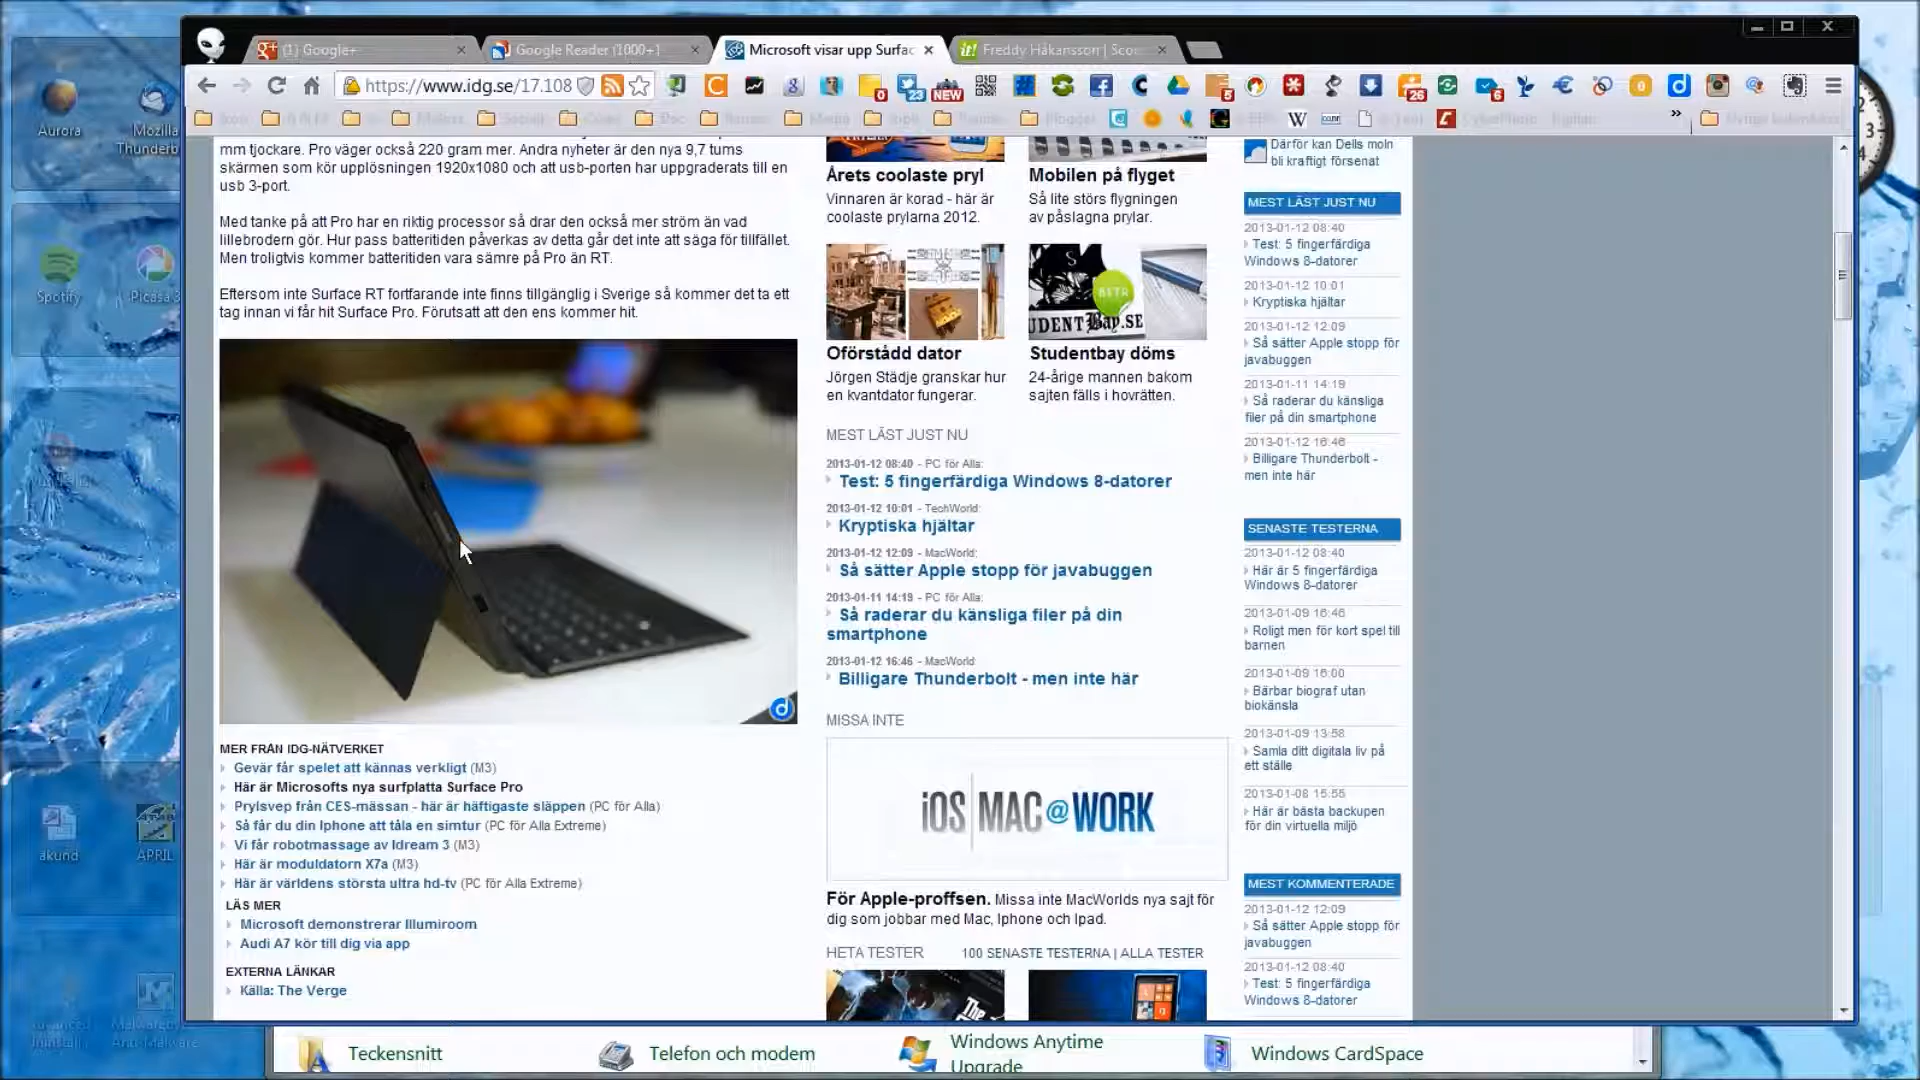 (1) Google+
Google Reader (1000+)
Microsoft visar upp Surfac
Freddy Håkansson | Sco
https://www.idg.se/17.108
0
23
NEW
5
26
6
Aurora
Mozilla
Thunderb
Spotify
Picasa 3
akund
APRIL
mm tjockare. Pro väger också 220 gram mer. Andra nyheter är den nya 9,7 tums
skärmen som kör upplösningen 1920x1080 och att usb-porten har uppgraderats till en
usb 3-port.
Med tanke på att Pro har en riktig processor så drar den också mer ström än vad
lillebrodern gör. Hur pass batteritiden påverkas av detta går det inte att säga för tillfället.
Men troligtvis kommer batteritiden vara sämre på Pro än RT.
Eftersom inte Surface RT fortfarande inte finns tillgänglig i Sverige så kommer det ta ett
tag innan vi får hit Surface Pro. Förutsatt att den ens kommer hit.
MER FRÅN IDG-NÄTVERKET
Gevär får spelet att kännas verkligt (M3)
Här är Microsofts nya surfplatta Surface Pro
Prylsvep från CES-mässan - här är häftigaste släppen (PC för Alla)
Så får du din Iphone att tåla en simtur (PC för Alla Extreme)
Vi får robotmassage av Idream 3 (M3)
Här är moduldatorn X7a (M3)
Här är världens största ultra hd-tv (PC för Alla Extreme)
LÄS MER
Microsoft demonstrerar Illumiroom
Audi A7 kör till dig via app
EXTERNA LÄNKAR
Källa: The Verge
Årets coolaste pryl
Vinnaren är korad - här är
coolaste prylarna 2012.
Mobilen på flyget
Så lite störs flygningen
av påslagna prylar.
BETA
UDENTBAY.SE
Oförstådd dator
Jörgen Städje granskar hur
en kvantdator fungerar.
Studentbay döms
24-årige mannen bakom
sajten fälls i hovrätten.
MEST LÄST JUST NU
2013-01-12 08:40 - PC för Alla:
Test: 5 fingerfärdiga Windows 8-datorer
2013-01-12 10:01 - TechWorld:
Kryptiska hjältar
2013-01-12 12:09 - MacWorld:
Så sätter Apple stopp för javabuggen
2013-01-11 14:19 - PC för Alla:
Så raderar du känsliga filer på din
smartphone
2013-01-12 16:46 - MacWorld:
Billigare Thunderbolt - men inte här
MISSA INTE
iOS | MAC @ WORK
För Apple-proffsen. Missa inte MacWorlds nya sajt för
dig som jobbar med Mac, Iphone och Ipad.
HETA TESTER
100 SENASTE TESTERNA | ALLA TESTER
Därför kan Dells moln
bli kraftigt försenat
MEST LÄST JUST NU
2013-01-12 08:40
Test: 5 fingerfärdiga
Windows 8-datorer
2013-01-12 10:01
Kryptiska hjältar
2013-01-12 12:09
Så sätter Apple stopp för
javabuggen
2013-01-11 14:19
Så raderar du känsliga
filer på din smartphone
2013-01-12 16:46
Billigare Thunderbolt -
men inte här
SENASTE TESTERNA
2013-01-12 08:40
Här är 5 fingerfärdiga
Windows 8-datorer
2013-01-09 16:46
Roligt men för kort spel till
barnen
2013-01-09 16:00
Bärbar biograf utan
biokänsla
2013-01-09 13:58
Samla ditt digitala liv på
ett ställe
2013-01-08 15:55
Här är bästa backupen
för din virtuella miljö
MEST KOMMENTERADE
2013-01-12 12:09
Så sätter Apple stopp för
javabuggen
2013-01-12 08:40
Test: 5 fingerfärdiga
Windows 8-datorer
Teckensnitt
Telefon och modem
Windows Anytime
Upgrade
Windows CardSpace